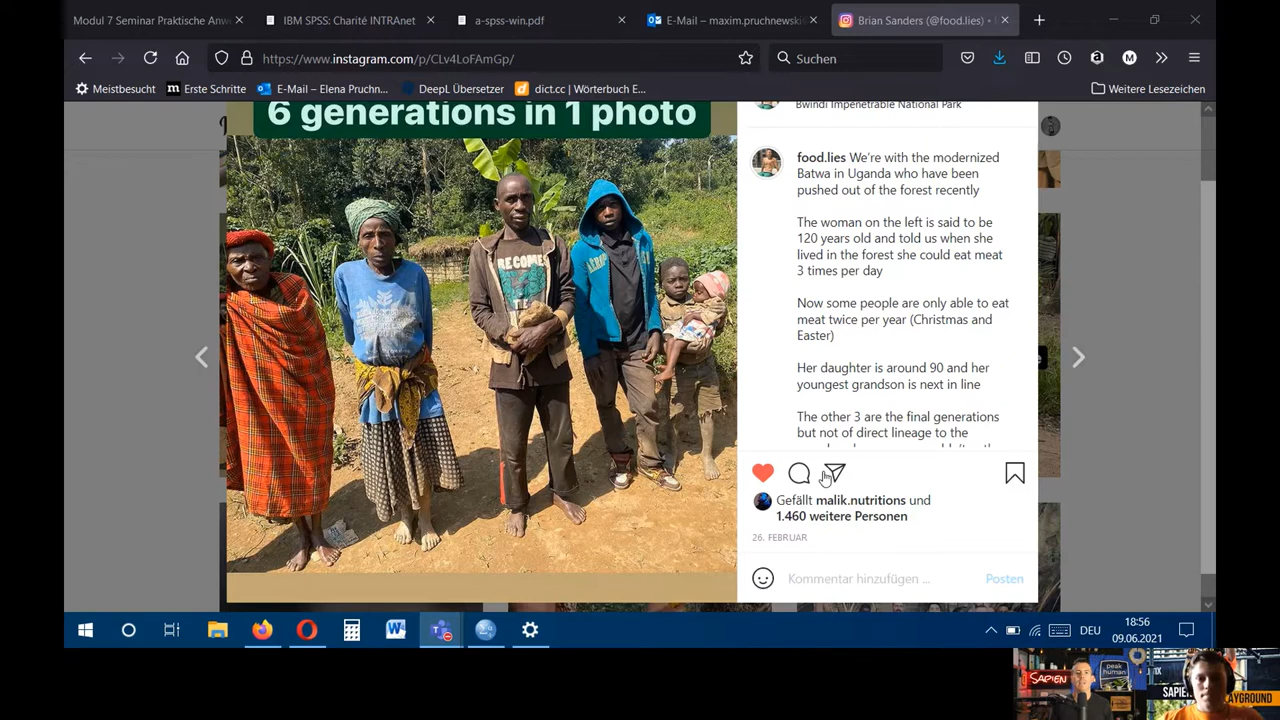 Modul 7 Seminar Praktische Anw
IBM SPSS: Charité INTRAnet
a-spss-win.pdf
E-Mail – maxim.pruchnewski
Brian Sanders (@food.lies) •
https://www.instagram.com/p/CLv4LoFAmGp/
Suchen
Meistbesucht
Erste Schritte
E-Mail – Elena Pruchn...
DeepL Übersetzer
dict.cc | Wörterbuch E...
Weitere Lesezeichen
6 generations in 1 photo
Bwindi Impenetrable National Park
food.lies We're with the modernized
Batwa in Uganda who have been
pushed out of the forest recently
The woman on the left is said to be
120 years old and told us when she
lived in the forest she could eat meat
3 times per day
Now some people are only able to eat
meat twice per year (Christmas and
Easter)
Her daughter is around 90 and her
youngest grandson is next in line
The other 3 are the final generations
but not of direct lineage to the
RECOMES
Gefällt malik.nutritions und
1.460 weitere Personen
26. FEBRUAR
Kommentar hinzufügen ...
Posten
DEU
18:56
09.06.2021
SAPIEN
peak
human
SAPIE
AYGROUND